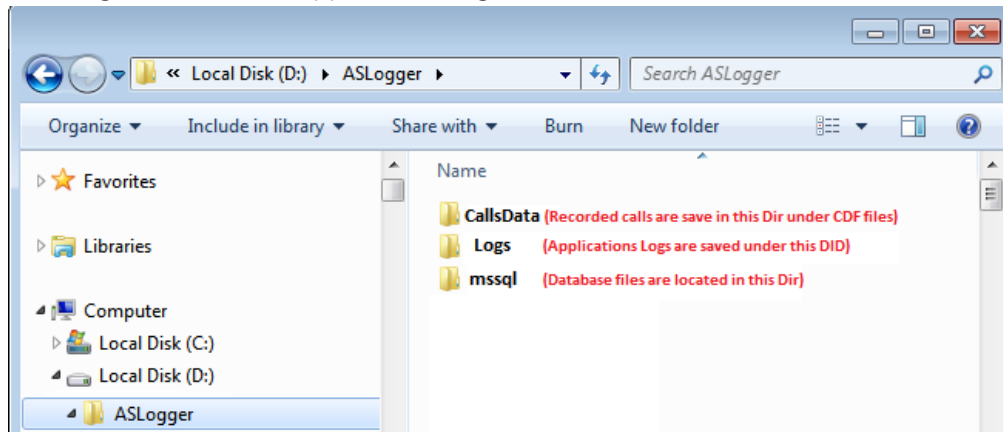 « Local Disk (D:) ▸ ASLogger ▸
Search ASLogger
Organize ▾ Include in library ▾ Share with ▾ Burn New folder
Favorites
Libraries
Computer
Local Disk (C:)
Local Disk (D:)
ASLogger
Name
CallsData (Recorded calls are save in this Dir under CDF files)
Logs (Applications Logs are saved under this DID)
mssql (Database files are located in this Dir)